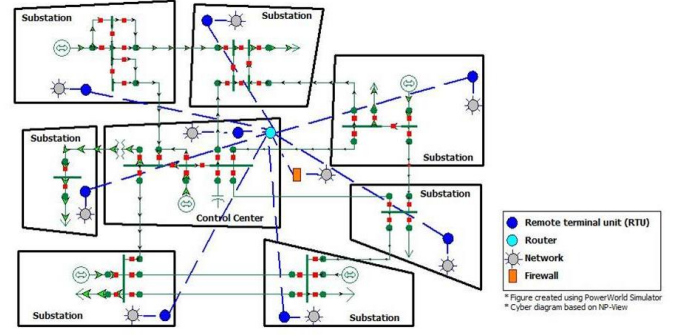 Substation
Substation
Substation
Substation
Substation
Control Center
Substation
Substation
Remote terminal unit (RTU)
Router
Network
Firewall
* Figure created using PowerWorld Simulator
* Cyber diagram based on NP-View